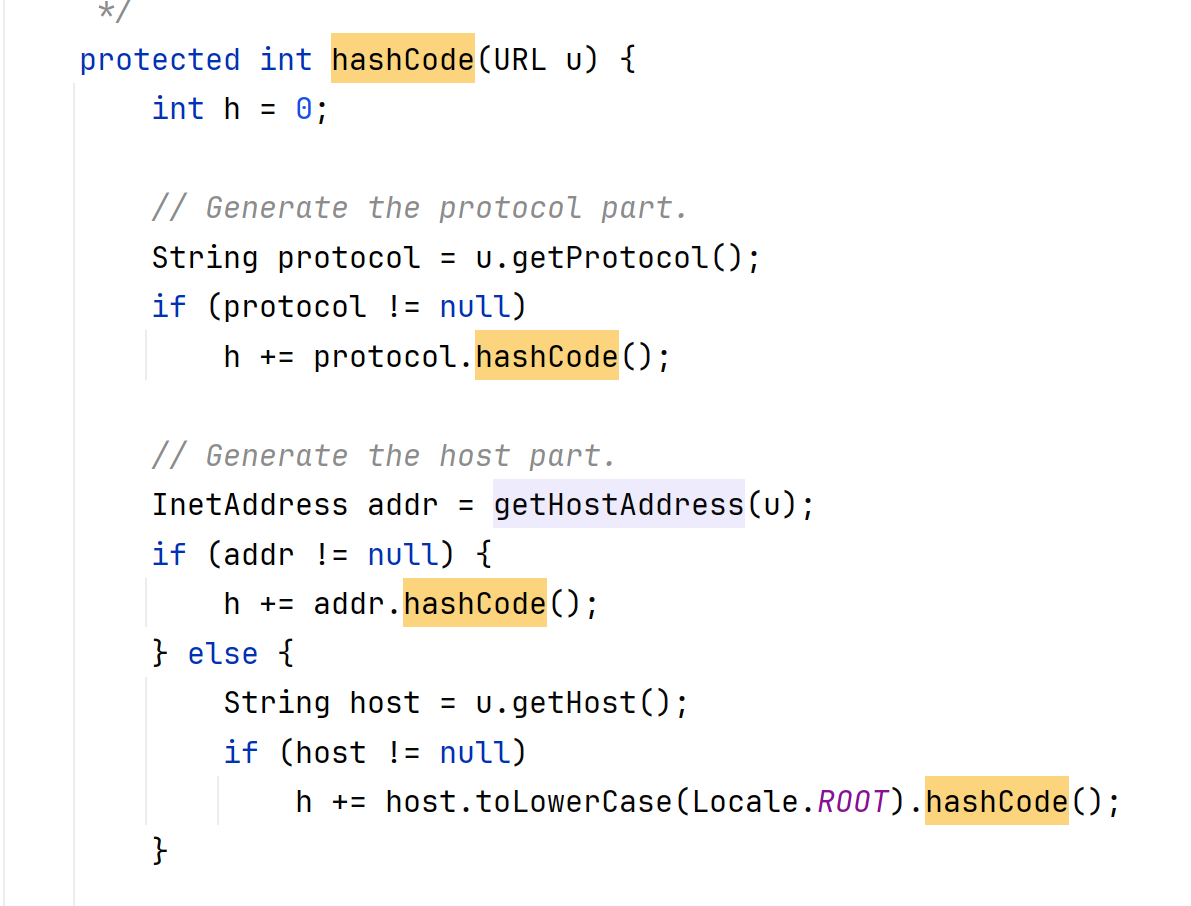 */
protected int hashCode(URL u) {
int h = 0;
// Generate the protocol part.
String protocol = u.getProtocol();
if (protocol != null)
h += protocol.hashCode();
// Generate the host part.
InetAddress addr = getHostAddress(u);
if (addr != null) {
h += addr.hashCode();
} else {
String host = u.getHost();
if (host != null)
h += host.toLowerCase(Locale.ROOT).hashCode();
}